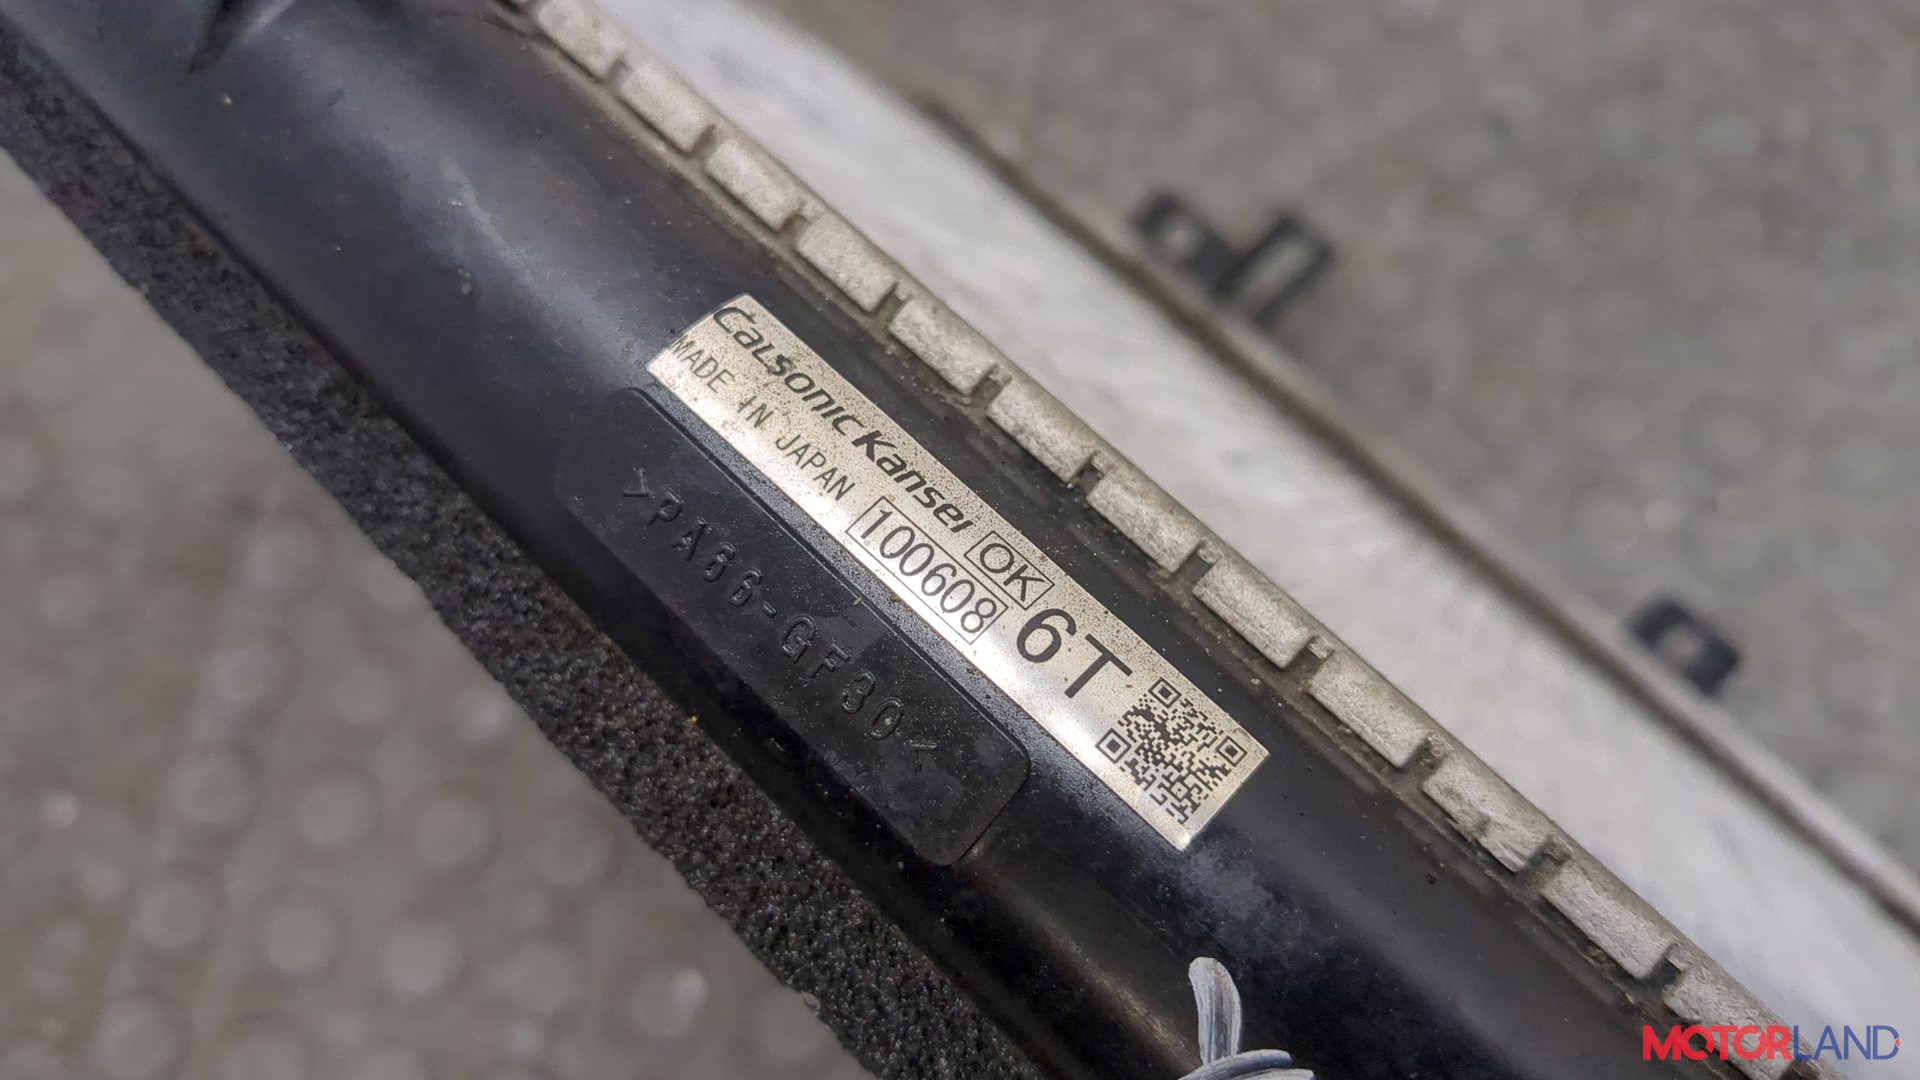 CalsonicKansei OK
MADE IN JAPAN 100608 6T
>PA66-GF30<
MOTORLAND